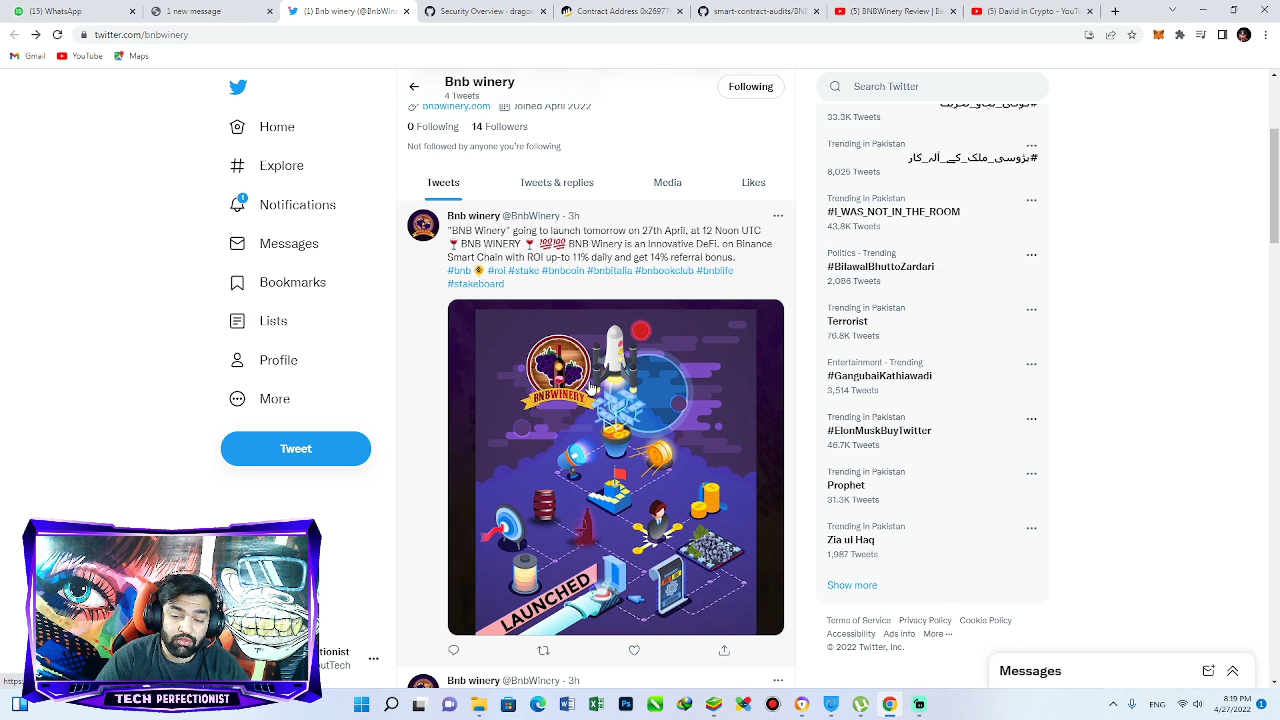 (15) WhatsApp
1 new message
(1) Bnb winery (@BnbWine
Security Overview · drago
Contract Address 0x26977
smart-contract-audits/BN
(5) BNBWinery Review | B
(5) David in Crypto - YouT
twitter.com/bnbwinery
Gmail
YouTube
Maps
Home
Explore
1
Notifications
Messages
Bookmarks
Lists
Profile
More
Tweet
Bnb winery
4 Tweets
Following
bnbwinery.com
Joined April 2022
0 Following
14 Followers
Not followed by anyone you're following
Tweets
Tweets & replies
Media
Likes
Bnb winery @BnbWinery · 3h
"BNB Winery" going to launch tomorrow on 27th April, at 12 Noon UTC
🍷BNB WINERY 🍷 💯💯 BNB Winery is an Innovative DeFi. on Binance
Smart Chain with ROI up-to 11% daily and get 14% referral bonus.
#bnb #roi #stake #bnbcoin #bnbitalia #bnbookclub #bnblife
#stakeboard
BNBWINERY
LAUNCHED
Bnb winery @BnbWinery · 3h
Search Twitter
33.3K Tweets
Trending in Pakistan
#پڑوسی_ملک_کے_آلہ_کار
8,025 Tweets
Trending in Pakistan
#I_WAS_NOT_IN_THE_ROOM
43.8K Tweets
Politics · Trending
#BilawalBhuttoZardari
2,086 Tweets
Trending in Pakistan
Terrorist
76.8K Tweets
Entertainment · Trending
#GangubaiKathiawadi
3,514 Tweets
Trending in Pakistan
#ElonMuskBuyTwitter
46.7K Tweets
Trending in Pakistan
Prophet
31.3K Tweets
Trending in Pakistan
Zia ul Haq
1,987 Tweets
Show more
Terms of Service Privacy Policy Cookie Policy
Accessibility Ads info More ···
© 2022 Twitter, Inc.
Messages
tionist
outTech
https:
TECH PERFECTIONIST
ENG
8:19 PM
4/27/2022
1